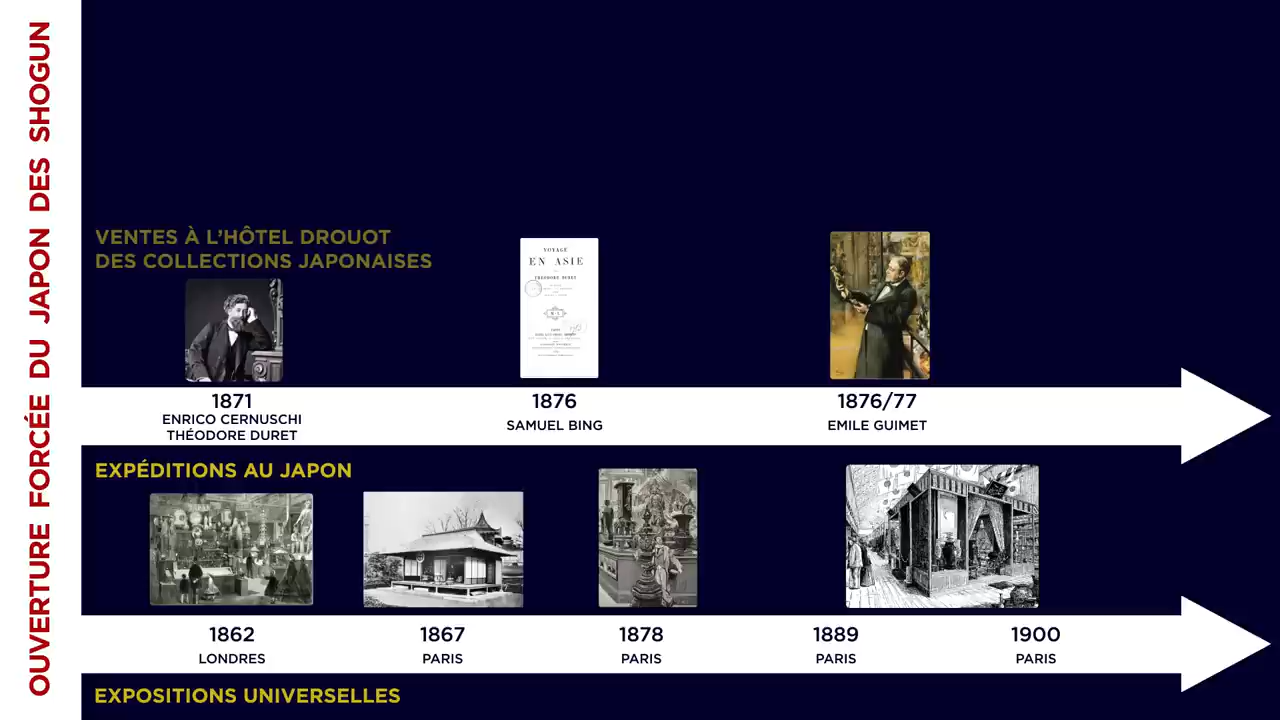 OUVERTURE FORCÉE DU JAPON DES SHOGUN
VENTES À L'HÔTEL DROUOT
DES COLLECTIONS JAPONAISES
VOYAGE
EN ASIE
THÉODORE DURET
1871
ENRICO CERNUSCHI
THÉODORE DURET
1876
SAMUEL BING
1876/77
EMILE GUIMET
EXPÉDITIONS AU JAPON
1862
LONDRES
1867
PARIS
1878
PARIS
1889
PARIS
1900
PARIS
EXPOSITIONS UNIVERSELLES